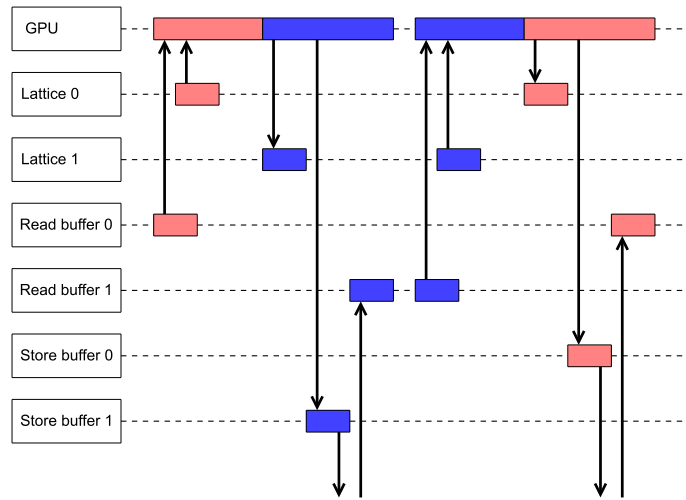 GPU
Lattice 0
Lattice 1
Read buffer 0
Read buffer 1
Store buffer 0
Store buffer 1